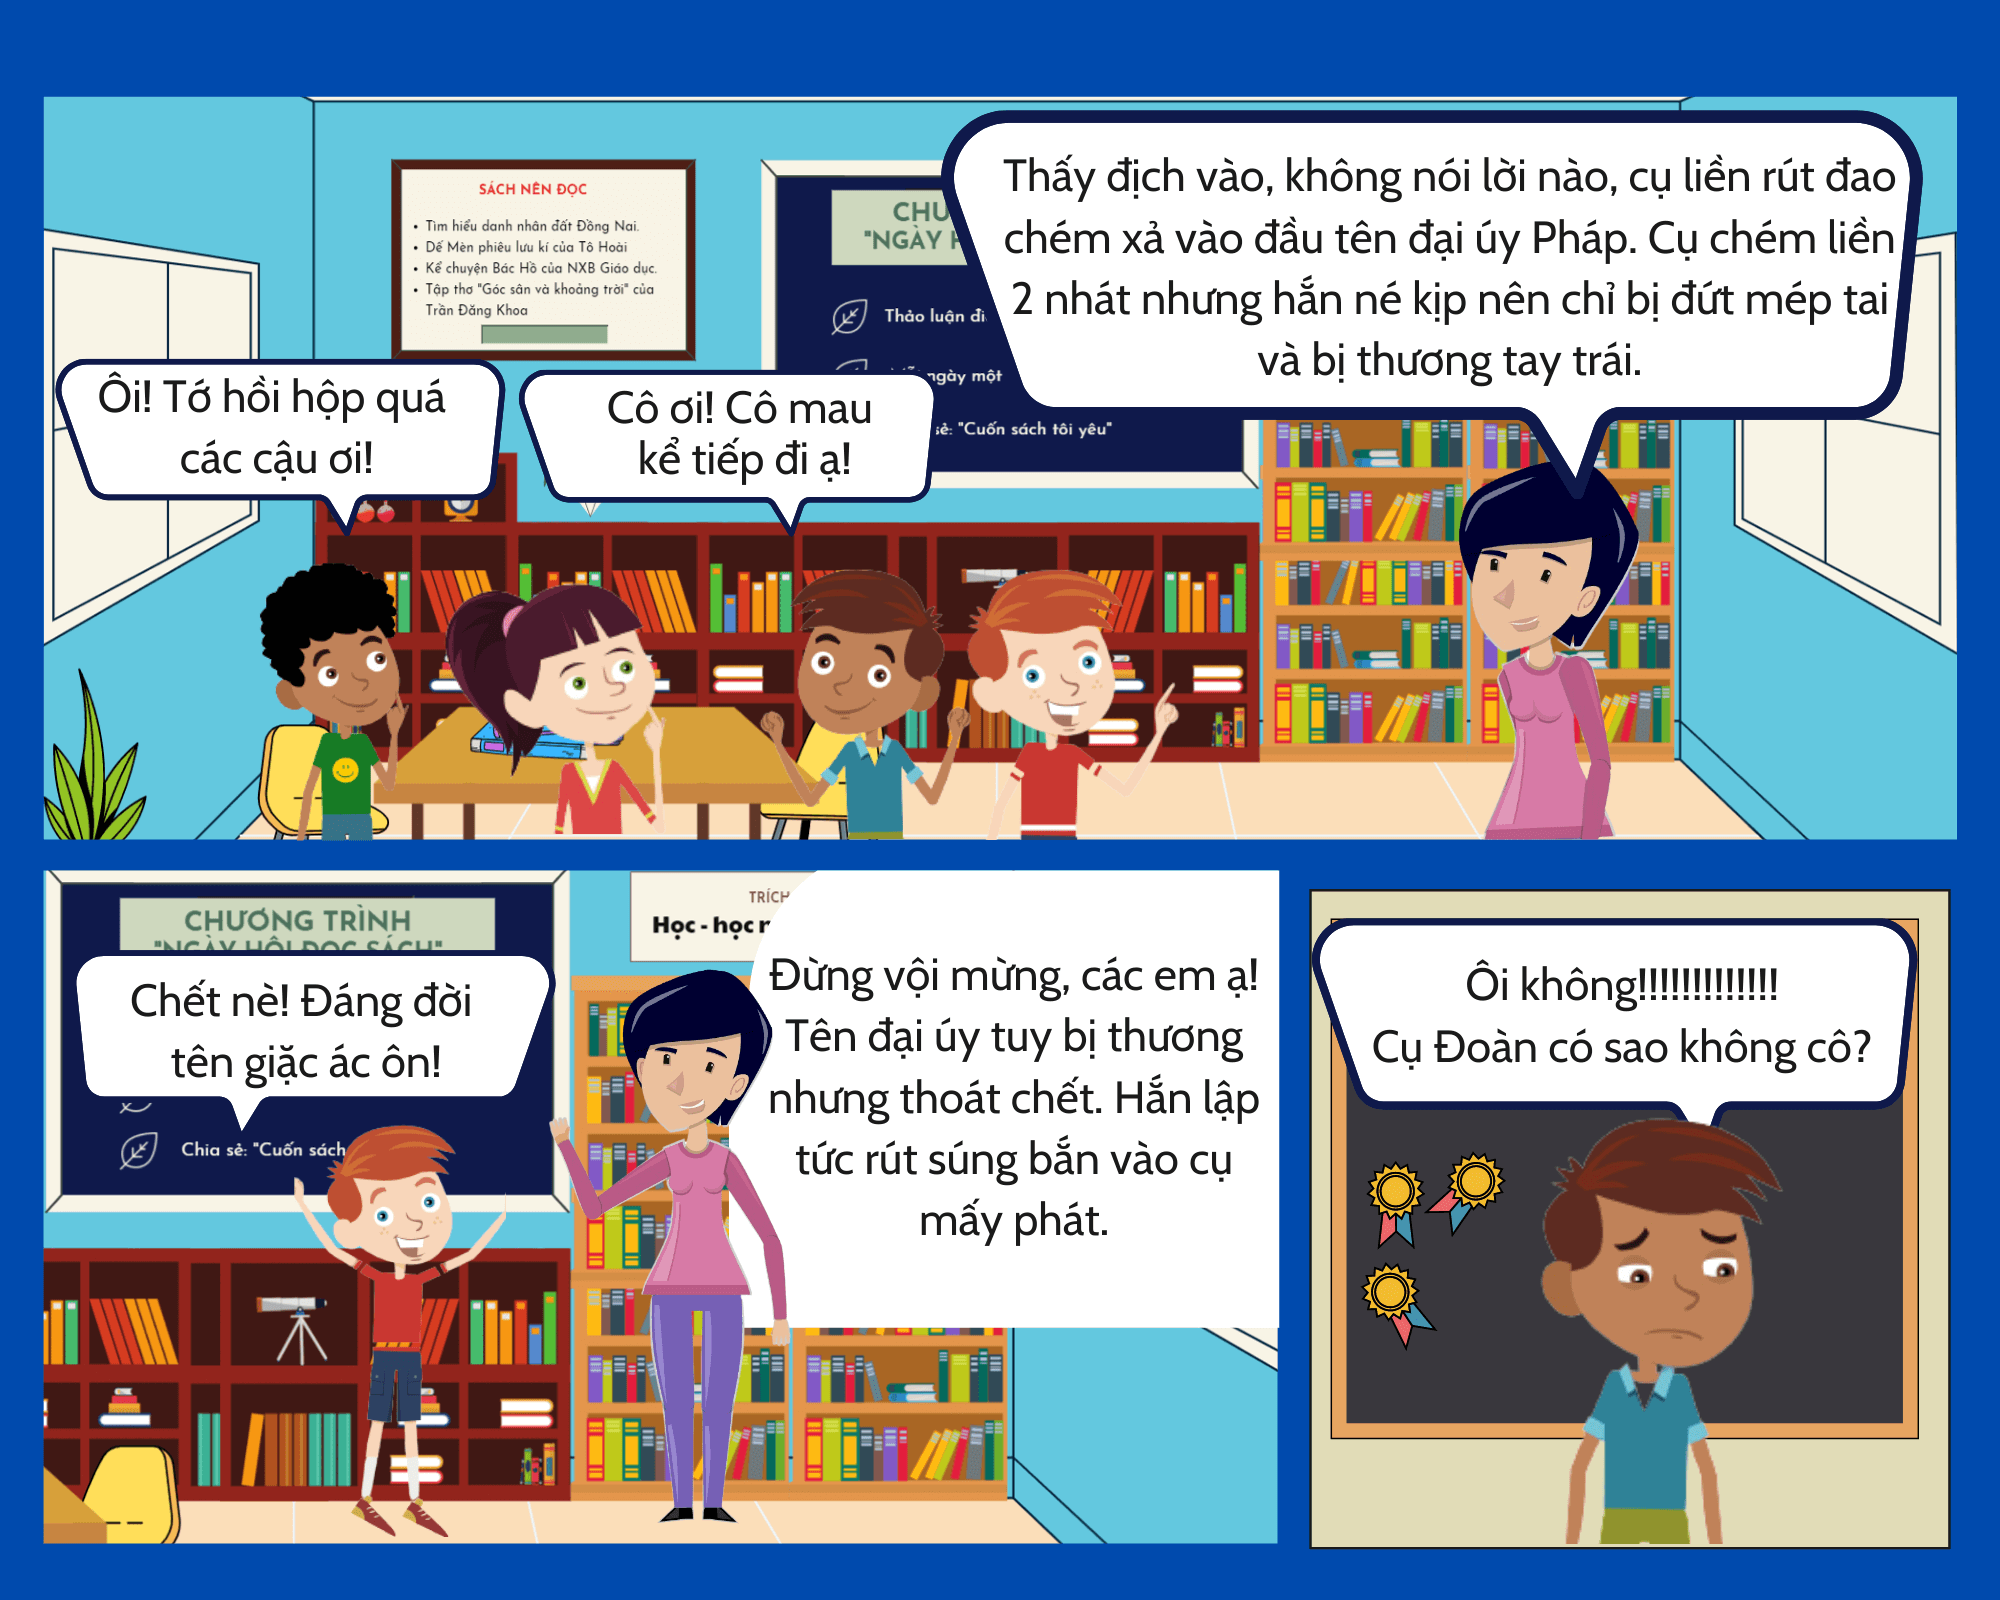 Thấy địch vào, không nói lời nào, cụ liền rút đao
chém xả vào đầu tên đại úy Pháp. Cụ chém liền
2 nhát nhưng hắn né kịp nên chỉ bị đứt mép tai
và bị thương tay trái.
SÁCH NÊN ĐỌC
• Tìm hiểu danh nhân đất Đồng Nai.
• Dế Mèn phiêu lưu kí của Tô Hoài
• Kể chuyện Bác Hồ của NXB Giáo dục.
• Tập thơ "Góc sân và khoảng trời" của
Trần Đăng Khoa
"NGÀY
Thảo luận
ngày một
sẻ: "Cuốn sách tôi yêu"
Ôi! Tớ hồi hộp quá
các cậu ơi!
Cô ơi! Cô mau
kể tiếp đi ạ!
CHƯƠNG TRÌNH
"NGÀY HỘI ĐỌC SÁCH"
Chết nè! Đáng đời
tên giặc ác ôn!
Chia sẻ: "Cuốn sách
TRÍCH
Học - học
Đừng vội mừng, các em ạ!
Tên đại úy tuy bị thương
nhưng thoát chết. Hắn lập
tức rút súng bắn vào cụ
mấy phát.
Ôi không!!!!!!!!!!!!!
Cụ Đoàn có sao không cô?